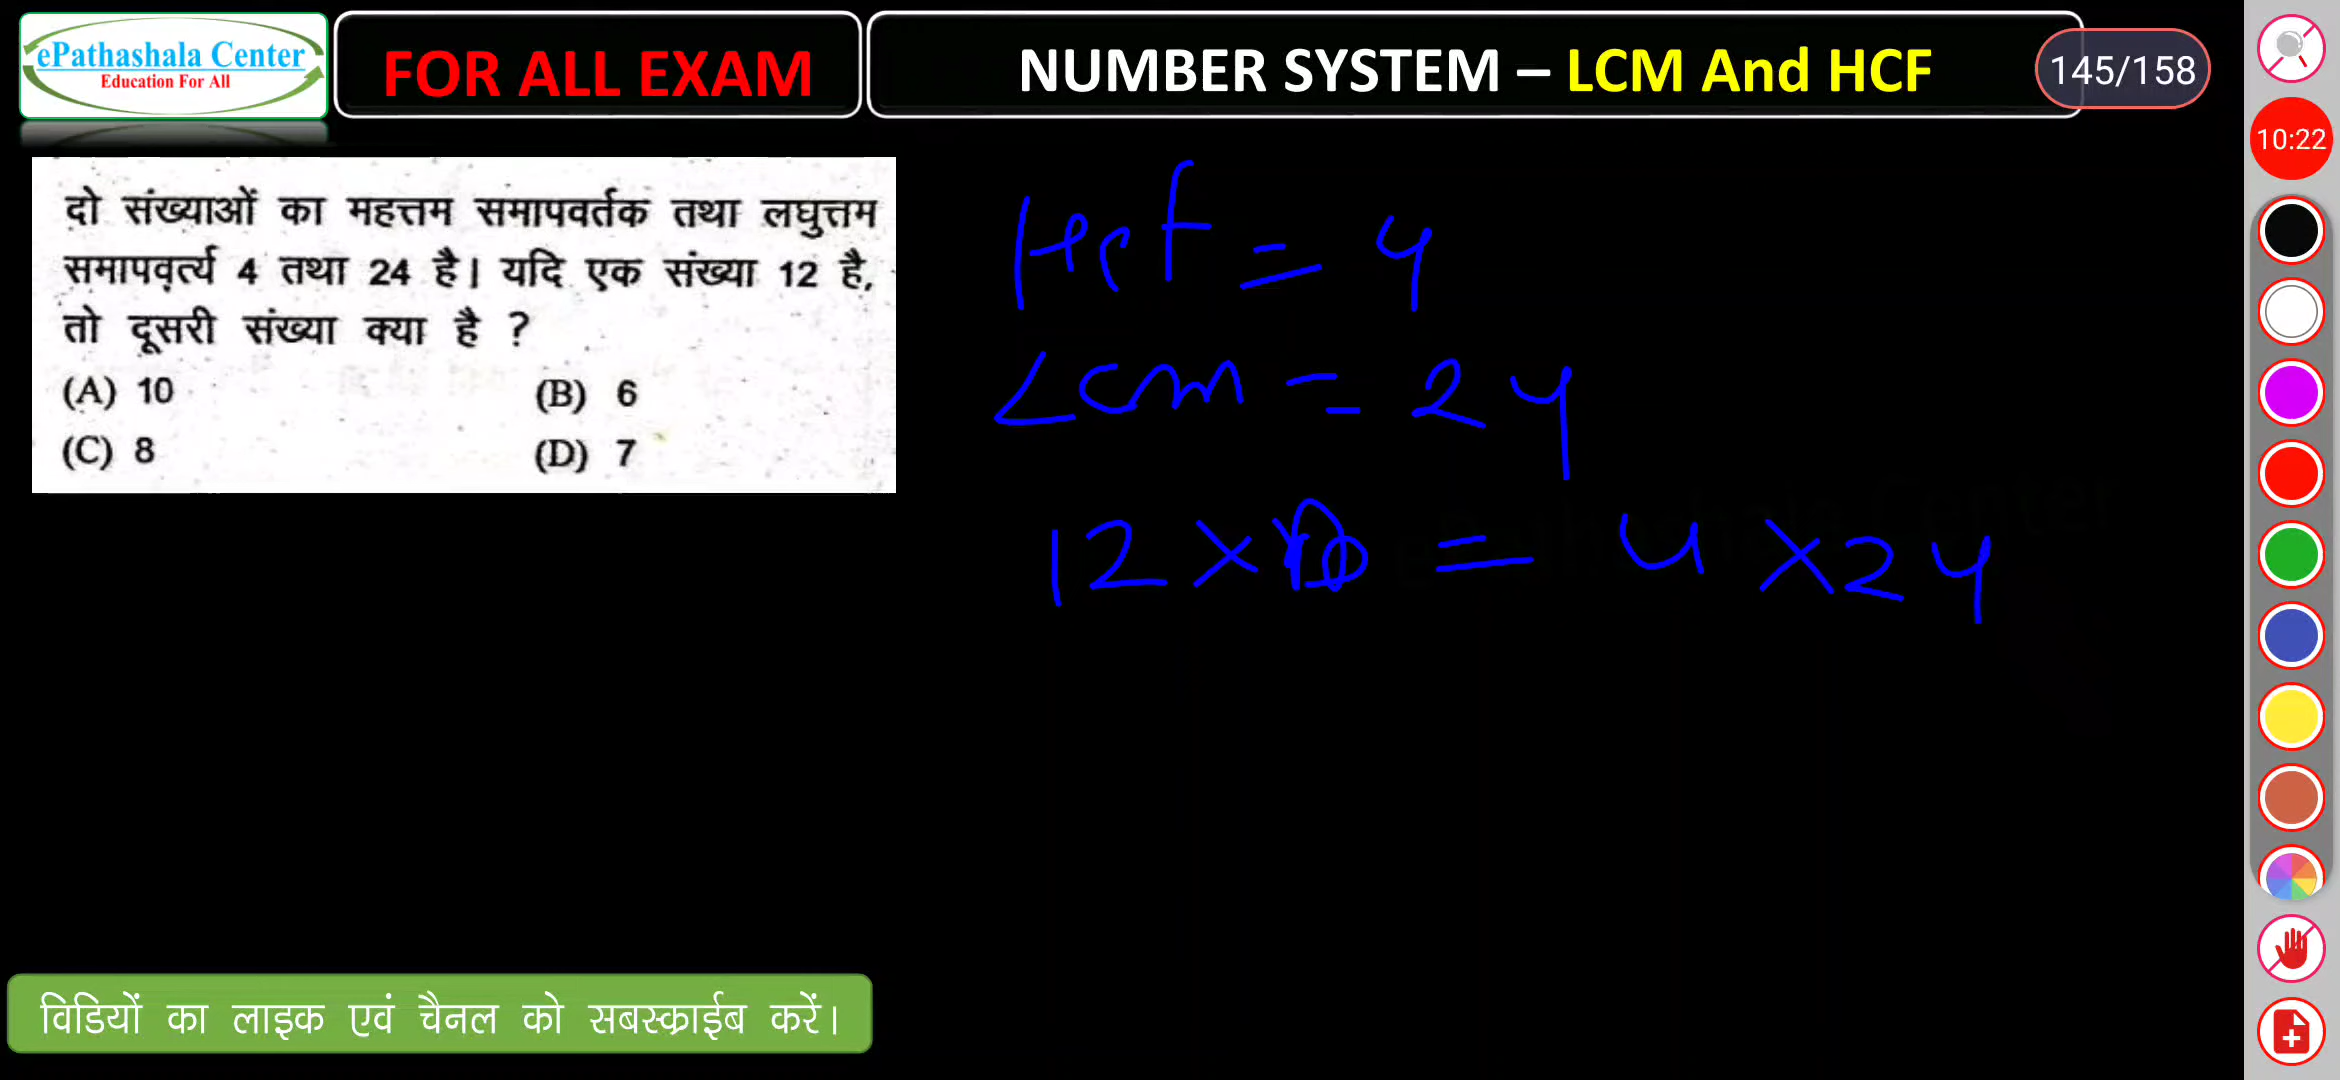 ePathashala Center
Education For All
FOR ALL EXAM
NUMBER SYSTEM – LCM And HCF
145/158
10:22
दो संख्याओं का महत्तम समापवर्तक तथा लघुत्तम
समापवर्त्य 4 तथा 24 है। यदि एक संख्या 12 है,
तो दूसरी संख्या क्या है ?
(A) 10 (B) 6
(C) 8 (D) 7
HCF = 4
LCM = 24
12 × = 4 × 24
विडियों का लाइक एवं चैनल को सबस्क्राईब करें।